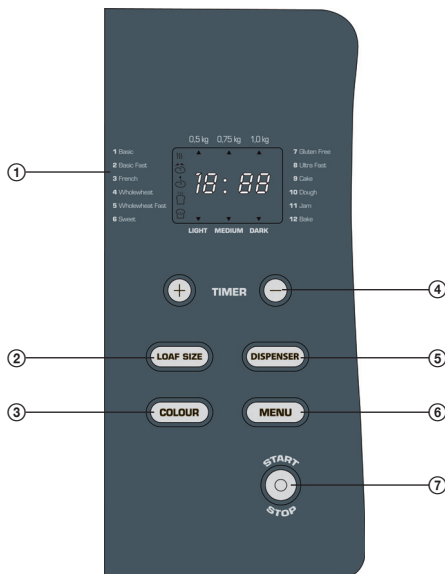 0,5 kg 0,75 kg 1,0 kg
1 Basic
2 Basic Fast
3 French
4 Wholewheat
5 Wholewheat Fast
6 Sweet
18:88
7 Gluten Free
8 Ultra Fast
9 Cake
10 Dough
11 Jam
12 Bake
LIGHT MEDIUM DARK
+ TIMER −
LOAF SIZE DISPENSER
COLOUR MENU
START
STOP
1
2
3
4
5
6
7